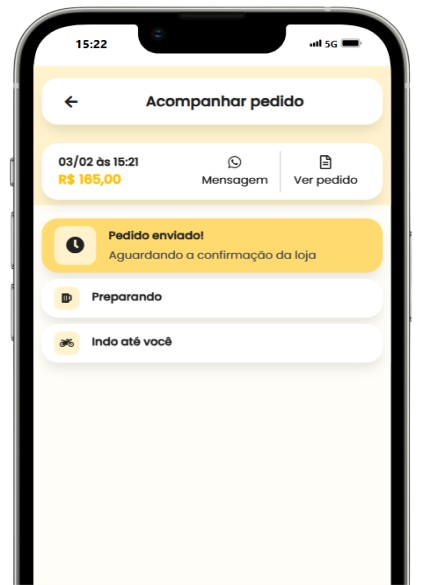 15:22
5G
Acompanhar pedido
03/02 às 15:21
R$ 165,00
Mensagem
Ver pedido
Pedido enviado!
Aguardando a confirmação da loja
Preparando
Indo até você